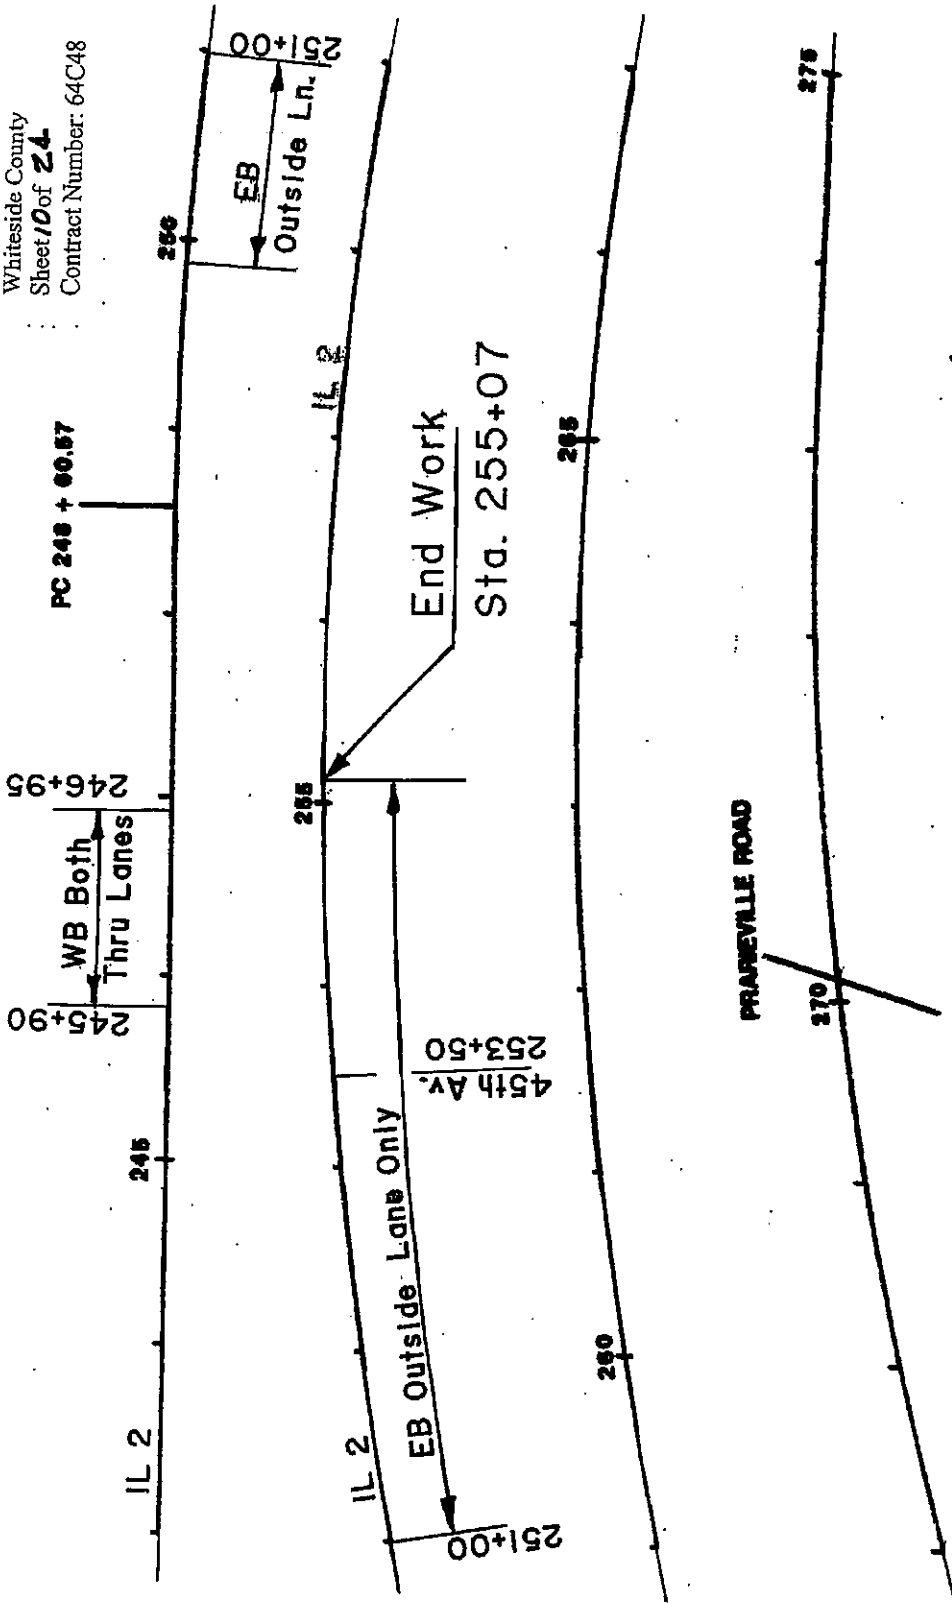 Whiteside County
Sheet 10 of 24
Contract Number: 64C48
IL 2
245
245+90
WB Both
Thru Lanes
246+95
PC 248 + 60.57
250
EB
Outside Ln.
251+00
IL 2
251+00
EB Outside Lane Only
45th Av.
253+50
255
End Work
Sta. 255+07
IL 2
260
265
PRAIRIEVILLE ROAD
270
275